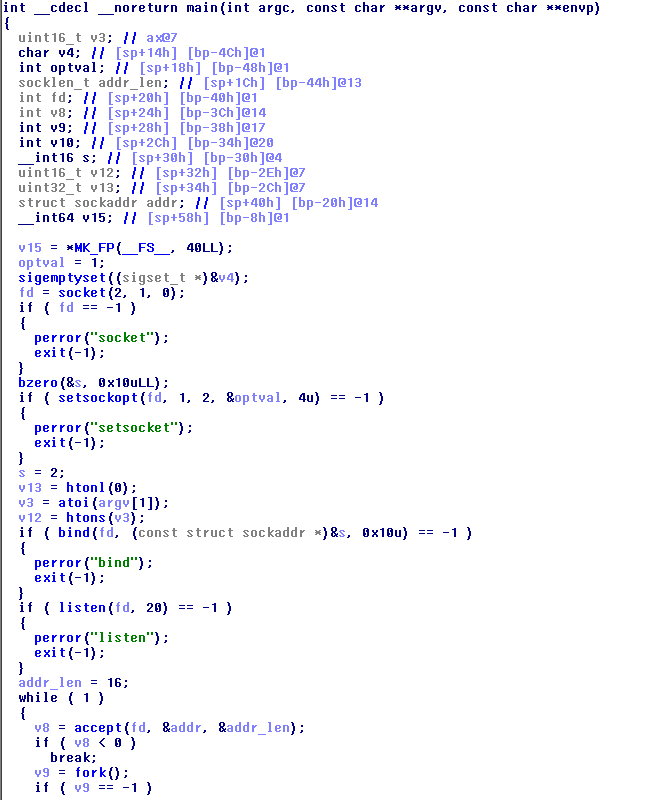 int __cdecl __noreturn main(int argc, const char **argv, const char **envp)
{
uint16_t v3; // ax@7
char v4; // [sp+14h] [bp-4Ch]@1
int optval; // [sp+18h] [bp-48h]@1
socklen_t addr_len; // [sp+1Ch] [bp-44h]@13
int fd; // [sp+20h] [bp-40h]@1
int v8; // [sp+24h] [bp-3Ch]@14
int v9; // [sp+28h] [bp-38h]@17
int v10; // [sp+2Ch] [bp-34h]@20
__int16 s; // [sp+30h] [bp-30h]@4
uint16_t v12; // [sp+32h] [bp-2Eh]@7
uint32_t v13; // [sp+34h] [bp-2Ch]@7
struct sockaddr addr; // [sp+40h] [bp-20h]@14
__int64 v15; // [sp+58h] [bp-8h]@1
v15 = *MK_FP(__FS__, 40LL);
optval = 1;
sigemptyset((sigset_t *)&v4);
fd = socket(2, 1, 0);
if ( fd == -1 )
{
perror("socket");
exit(-1);
}
bzero(&s, 0x10uLL);
if ( setsockopt(fd, 1, 2, &optval, 4u) == -1 )
{
perror("setsocket");
exit(-1);
}
s = 2;
v13 = htonl(0);
v3 = atoi(argv[1]);
v12 = htons(v3);
if ( bind(fd, (const struct sockaddr *)&s, 0x10u) == -1 )
{
perror("bind");
exit(-1);
}
if ( listen(fd, 20) == -1 )
{
perror("listen");
exit(-1);
}
addr_len = 16;
while ( 1 )
{
v8 = accept(fd, &addr, &addr_len);
if ( v8 < 0 )
break;
v9 = fork();
if ( v9 == -1 )